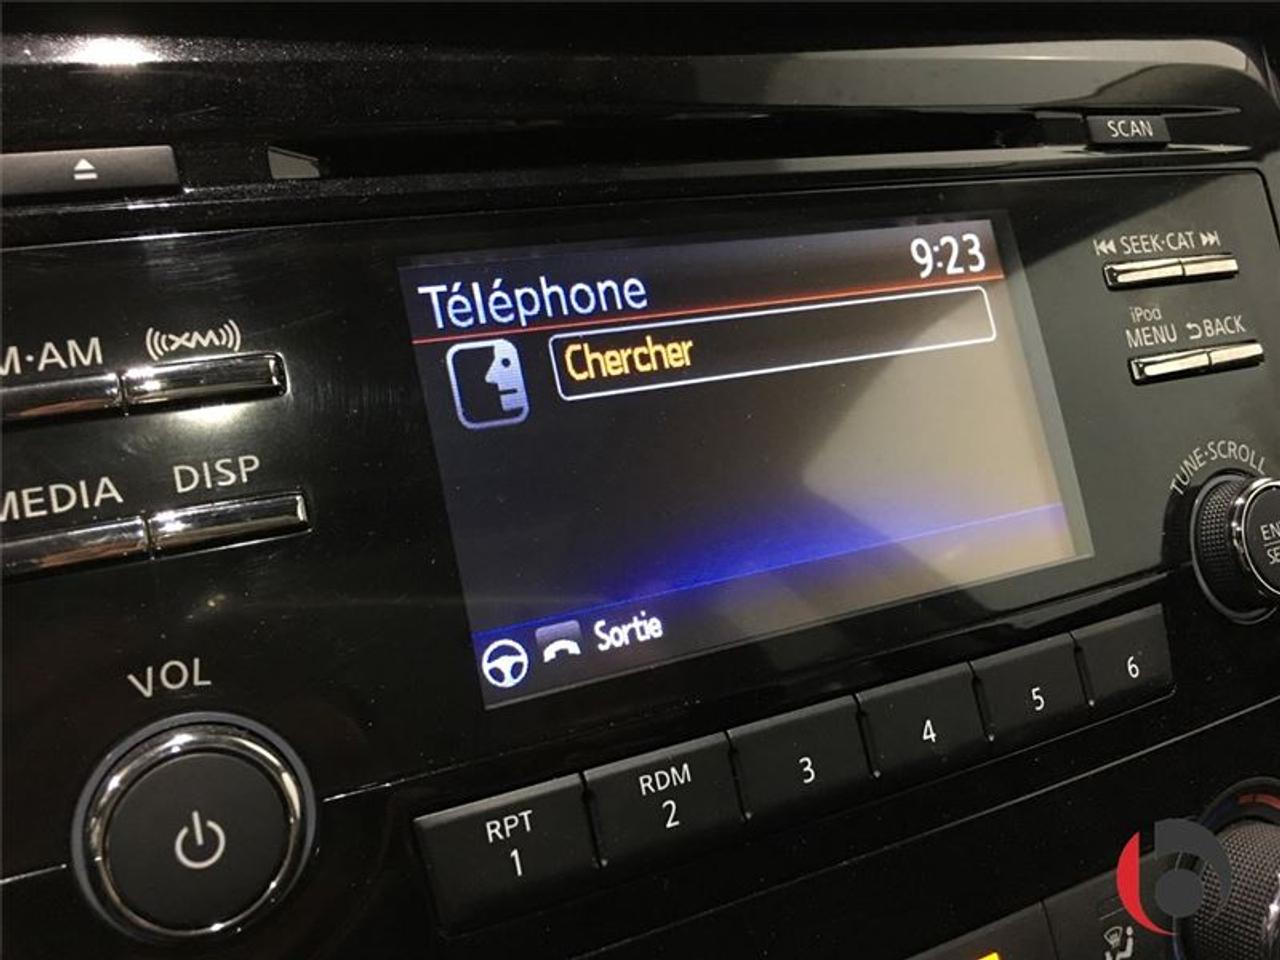 SCAN
9:23
SEEK·CAT
Téléphone
iPod
MENU BACK
M·AM XM
Chercher
DISP
MEDIA
TUNE·SCROLL
Sortie
VOL
6
5
4
RDM
3
2
RPT
1